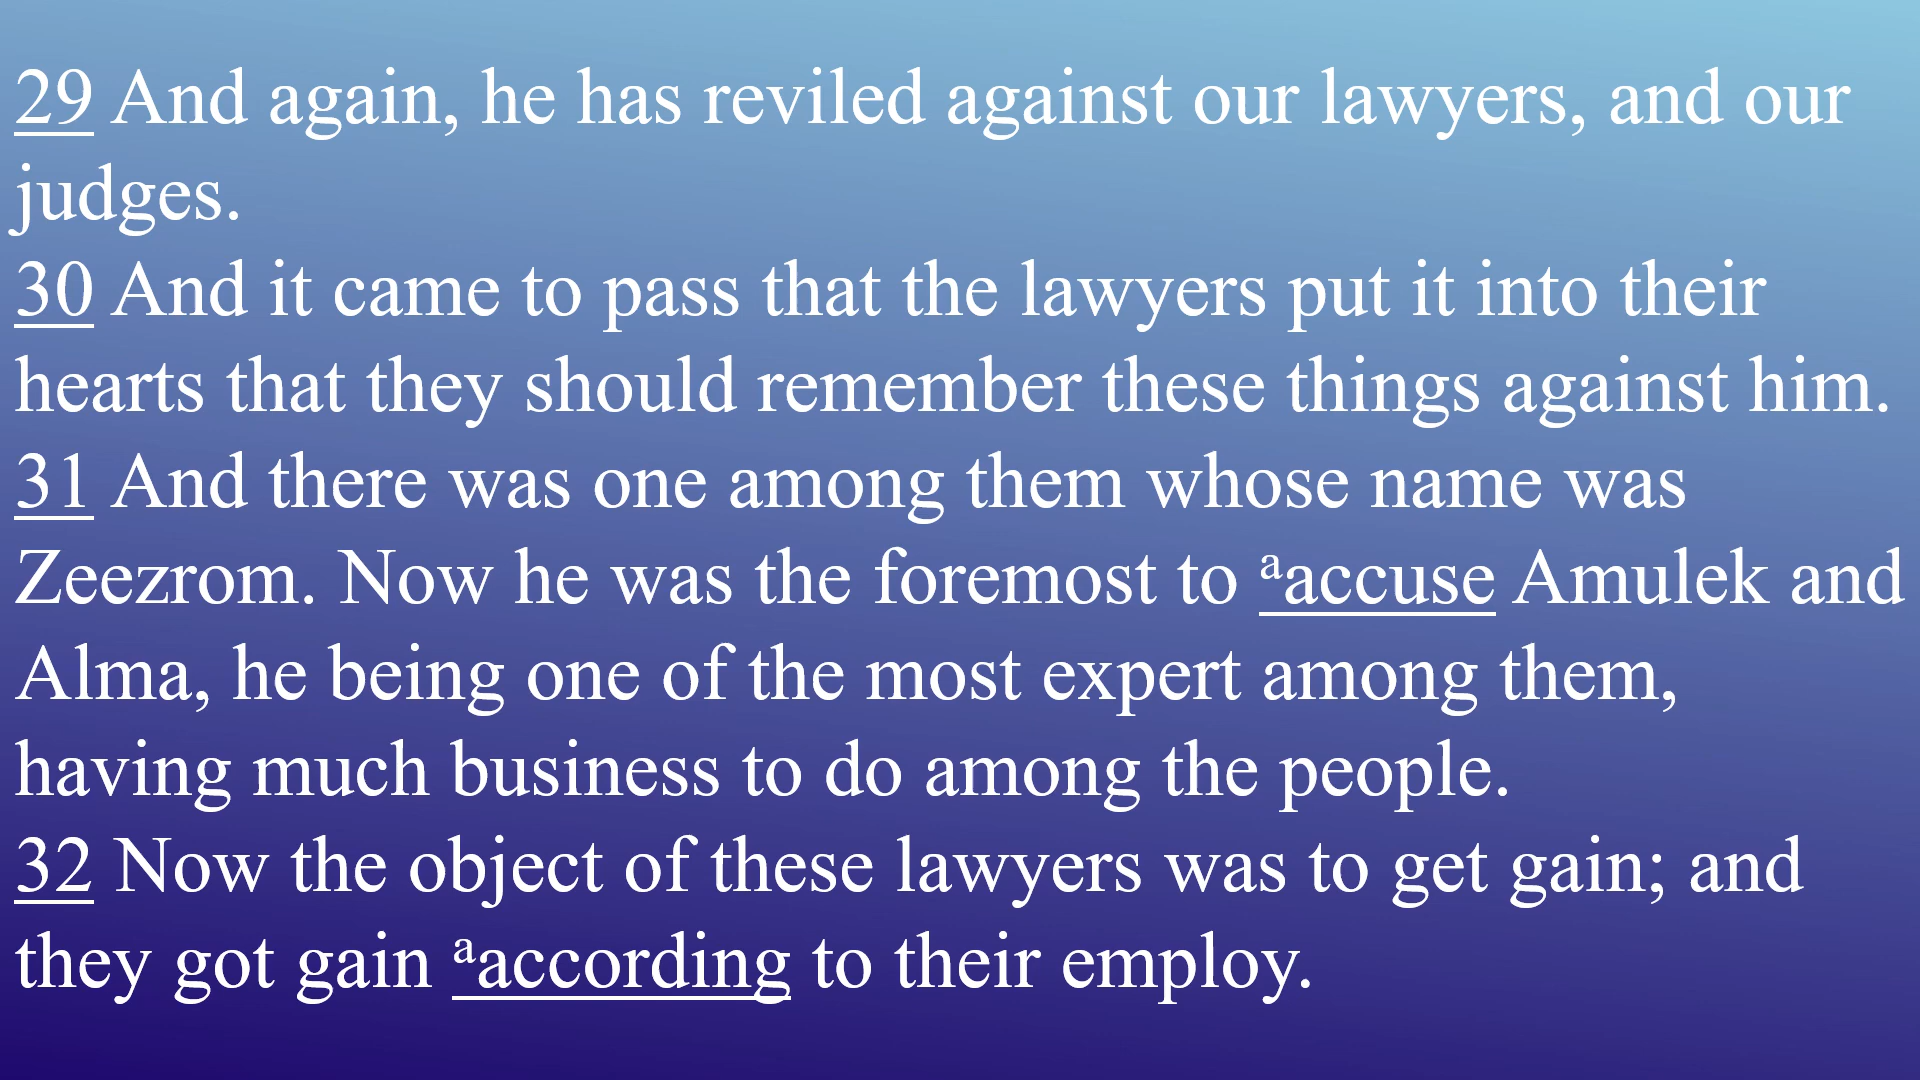 29 And again, he has reviled against our lawyers, and our
judges.
30 And it came to pass that the lawyers put it into their
hearts that they should remember these things against him.
31 And there was one among them whose name was
Zeezrom. Now he was the foremost to ᵃaccuse Amulek and
Alma, he being one of the most expert among them,
having much business to do among the people.
32 Now the object of these lawyers was to get gain; and
they got gain ᵃaccording to their employ.